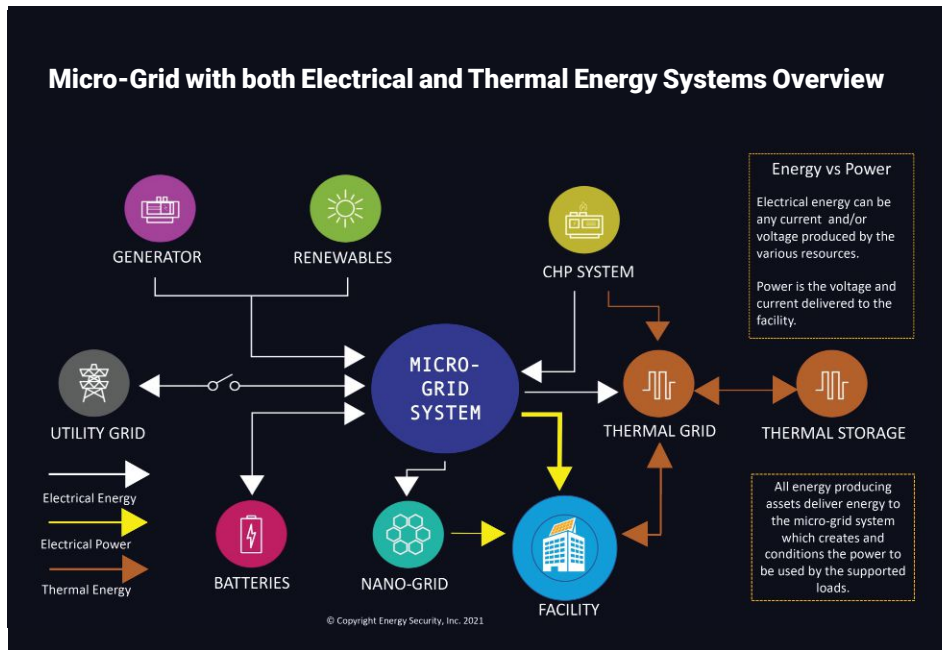 Micro-Grid with both Electrical and Thermal Energy Systems Overview
GENERATOR
RENEWABLES
CHP SYSTEM
Energy vs Power
Electrical energy can be
any current and/or
voltage produced by the
various resources.
Power is the voltage and
current delivered to the
facility.
MICRO-
GRID
SYSTEM
UTILITY GRID
THERMAL GRID
THERMAL STORAGE
Electrical Energy
Electrical Power
Thermal Energy
BATTERIES
NANO-GRID
FACILITY
All energy producing
assets deliver energy to
the micro-grid system
which creates and
conditions the power to
be used by the supported
loads.
© Copyright Energy Security, Inc. 2021